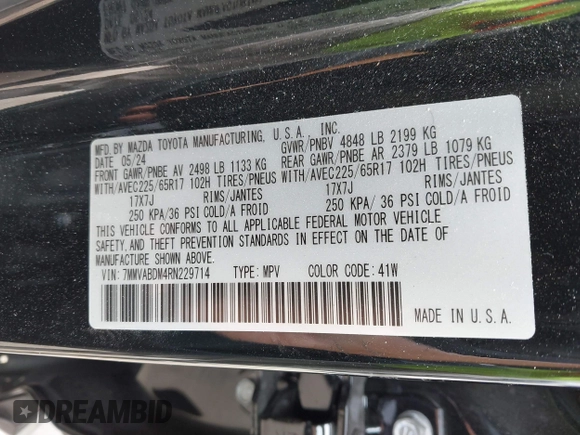 MFD. BY MAZDA TOYOTA MANUFACTURING, U.S.A., INC.
DATE 05/24 GVWR/PNBV 4848 LB 2199 KG
FRONT GAWR/PNBE AV 2498 LB 1133 KG REAR GAWR/PNBE AR 2379 LB 1079 KG
WITH/AVEC225/65R17 102H TIRES/PNEUS WITH/AVEC225/65R17 102H TIRES/PNEUS
17X7J RIMS/JANTES 17X7J RIMS/JANTES
250 KPA/ 36 PSI COLD/A FROID 250 KPA/ 36 PSI COLD/A FROID
THIS VEHICLE CONFORMS TO ALL APPLICABLE FEDERAL MOTOR VEHICLE
SAFETY, AND THEFT PREVENTION STANDARDS IN EFFECT ON THE DATE OF
MANUFACTURE SHOWN ABOVE.
VIN: 7MMVABDM4RN229714 TYPE: MPV COLOR CODE: 41W
MADE IN U.S.A.
DREAMBID